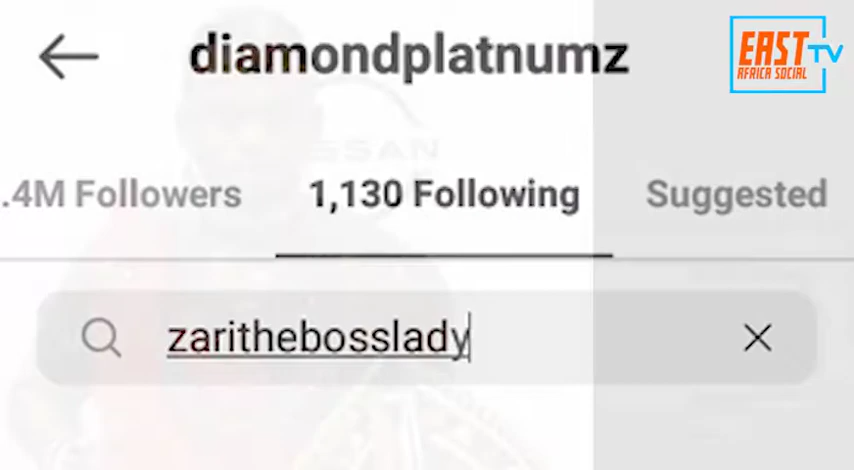 diamondplatnumz
EAST TV
AFRICA SOCIAL
.4M Followers 1,130 Following Suggested
zarithebosslady